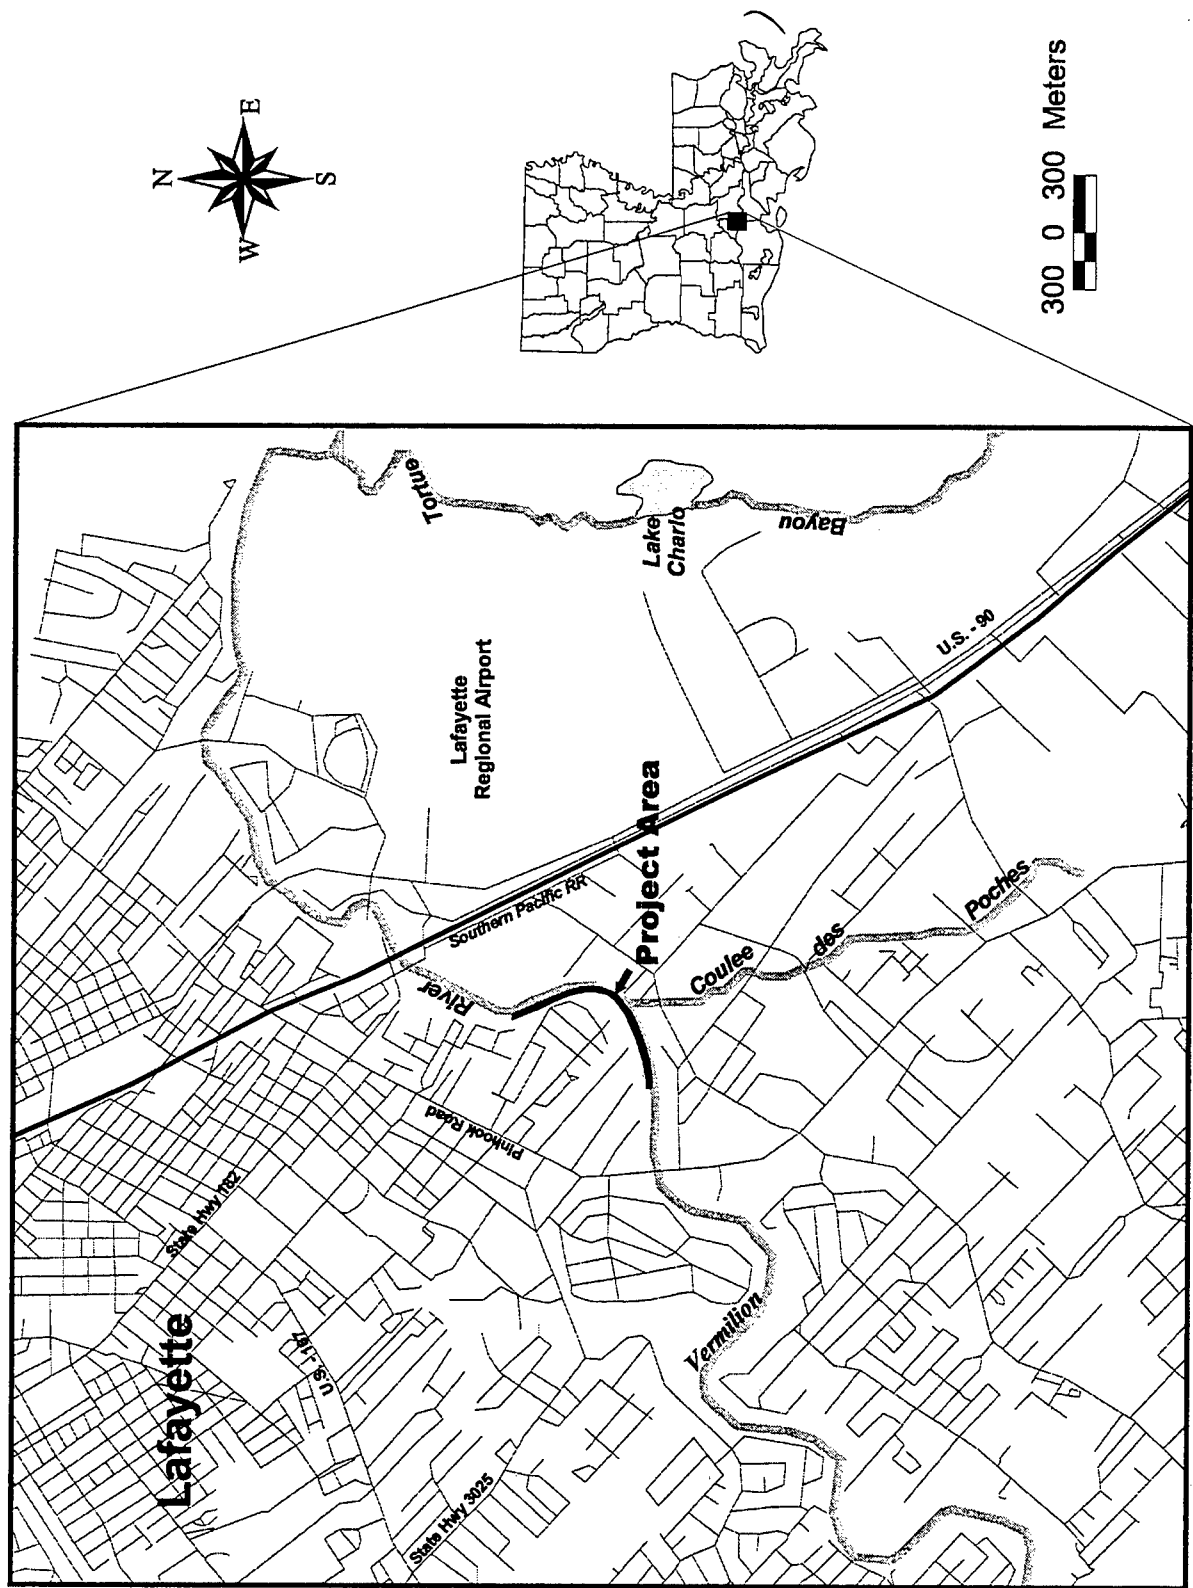 N
W
E
S
300 0 300 Meters
Lafayette
State Hwy 182
U.S. - 167
State Hwy 3025
Pinhook Road
River
Vermilion
Southern Pacific RR
Project Area
Coulee
des
Poches
Lafayette
Regional Airport
Tortue
Lake
Charlo
Bayou
U.S. - 90